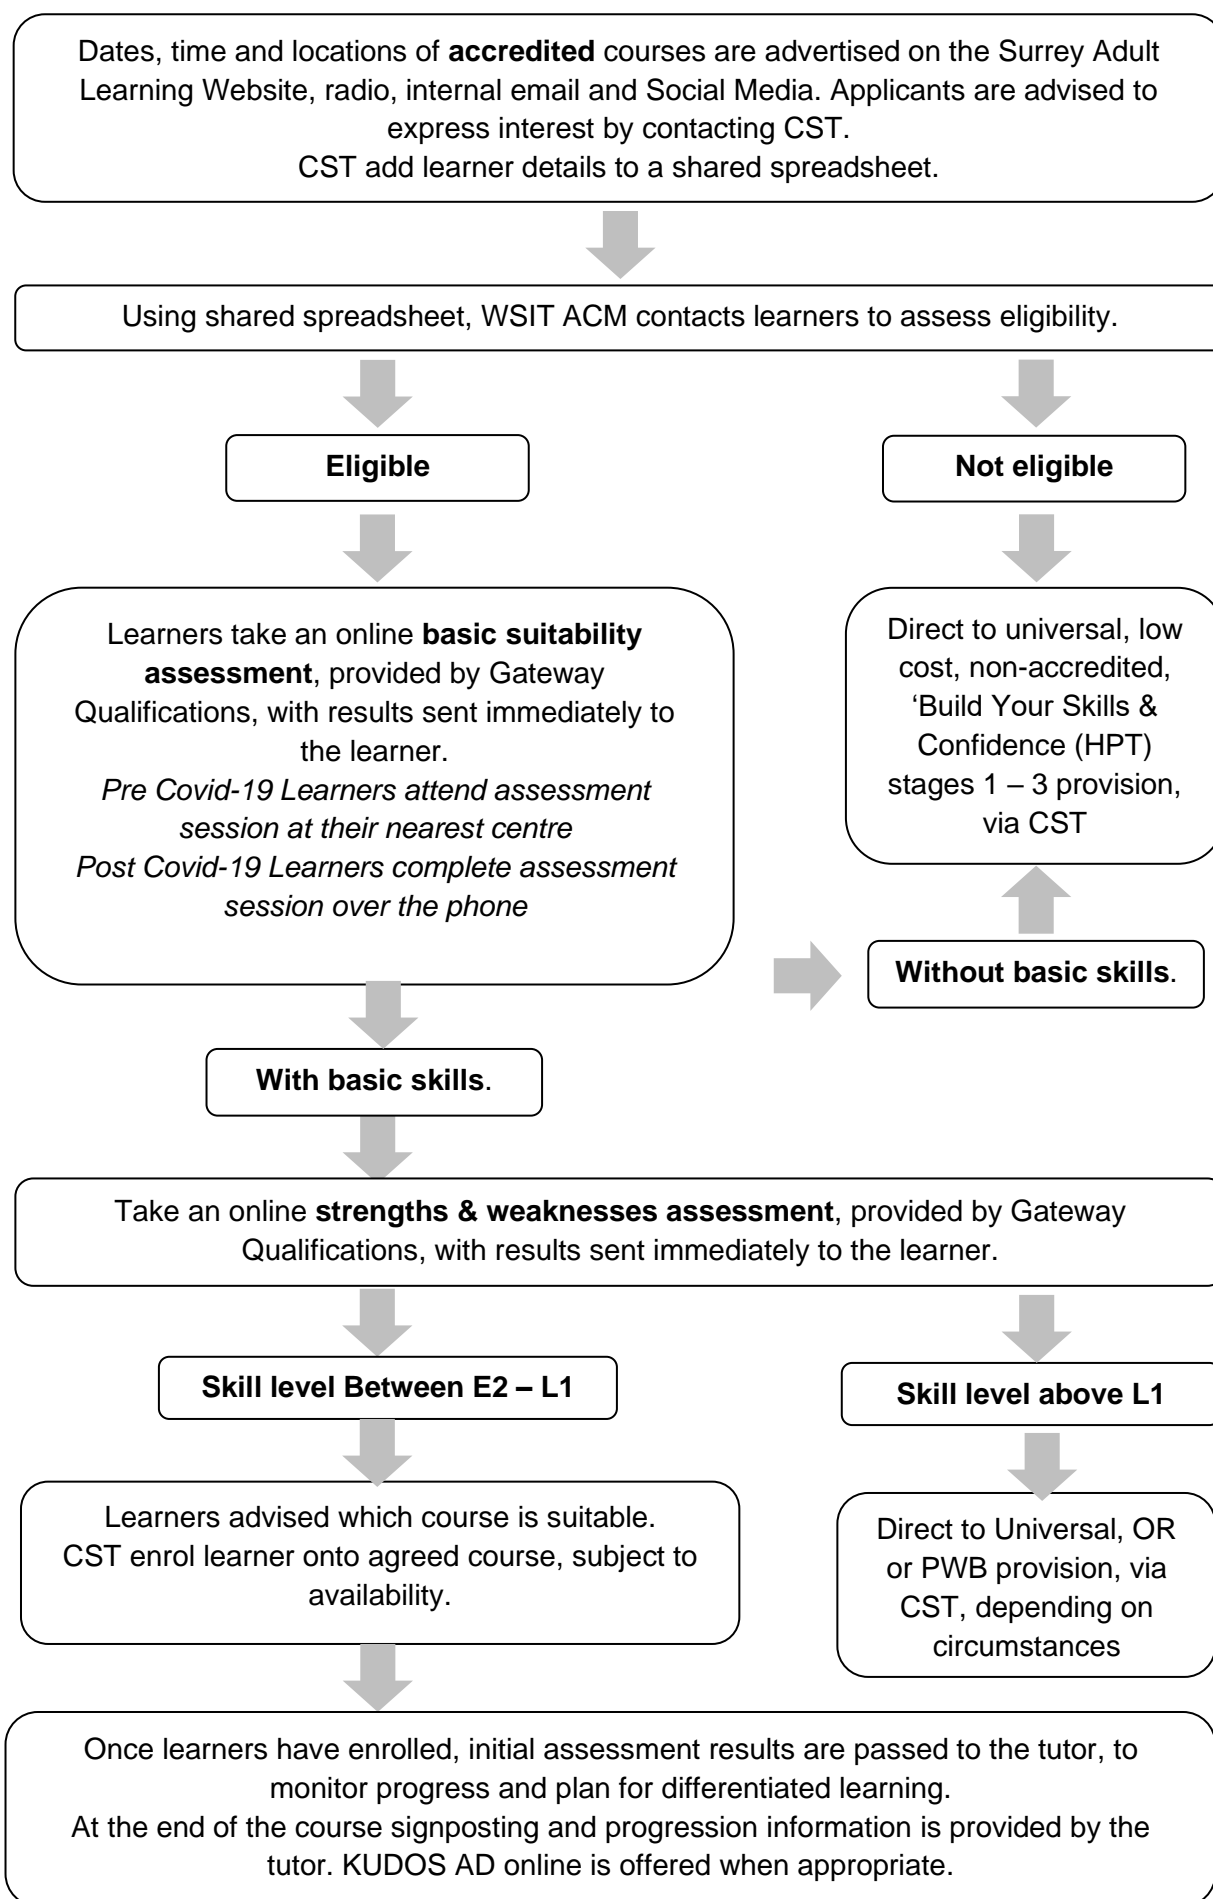 Dates, time and locations of accredited courses are advertised on the Surrey Adult
Learning Website, radio, internal email and Social Media. Applicants are advised to
express interest by contacting CST.
CST add learner details to a shared spreadsheet.
Using shared spreadsheet, WSIT ACM contacts learners to assess eligibility.
Eligible
Not eligible
Learners take an online basic suitability
assessment, provided by Gateway
Qualifications, with results sent immediately to
the learner.
Pre Covid-19 Learners attend assessment
session at their nearest centre
Post Covid-19 Learners complete assessment
session over the phone
Direct to universal, low
cost, non-accredited,
‘Build Your Skills &
Confidence (HPT)
stages 1 – 3 provision,
via CST
Without basic skills.
With basic skills.
Take an online strengths & weaknesses assessment, provided by Gateway
Qualifications, with results sent immediately to the learner.
Skill level Between E2 – L1
Skill level above L1
Learners advised which course is suitable.
CST enrol learner onto agreed course, subject to
availability.
Direct to Universal, OR
or PWB provision, via
CST, depending on
circumstances
Once learners have enrolled, initial assessment results are passed to the tutor, to
monitor progress and plan for differentiated learning.
At the end of the course signposting and progression information is provided by the
tutor. KUDOS AD online is offered when appropriate.